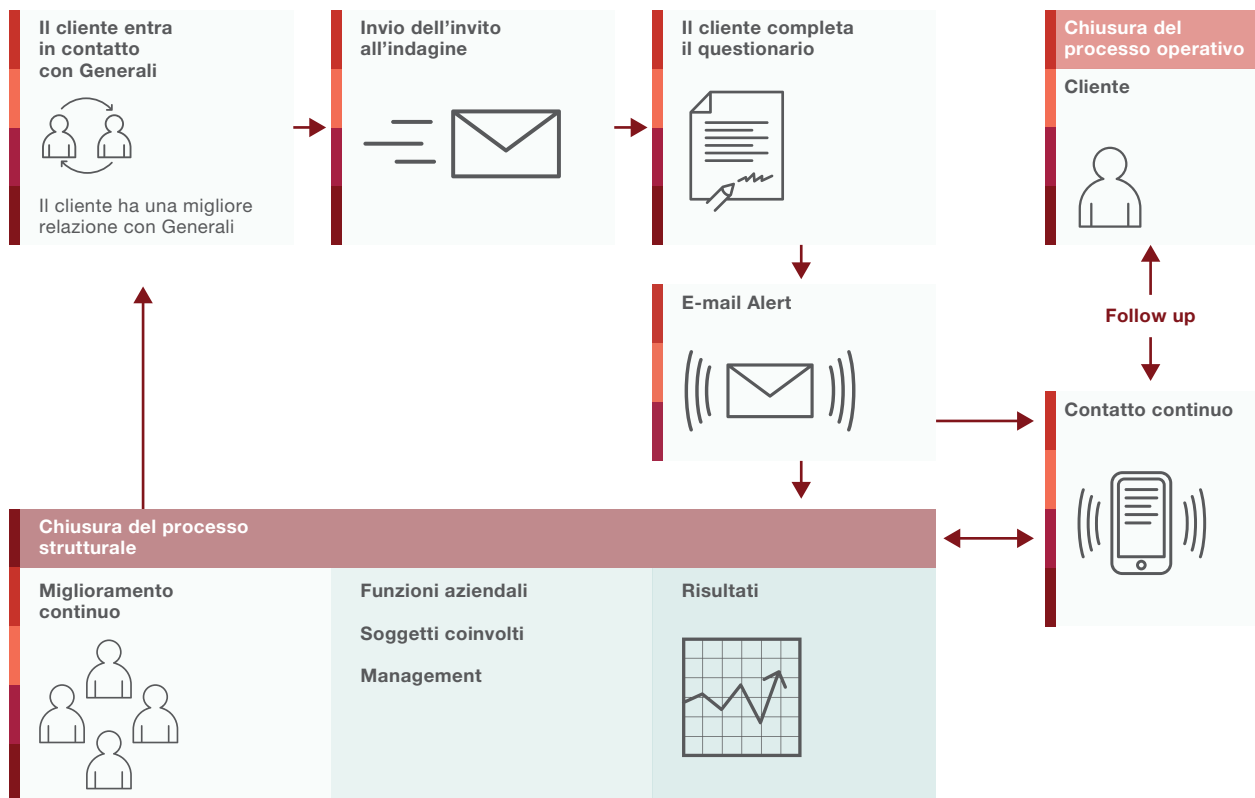 Il cliente entra
in contatto
con Generali
Il cliente ha una migliore
relazione con Generali
Invio dell’invito
all’indagine
Il cliente completa
il questionario
Chiusura del
processo operativo
Cliente
E-mail Alert
Follow up
Contatto continuo
Chiusura del processo
strutturale
Miglioramento
continuo
Funzioni aziendali
Soggetti coinvolti
Management
Risultati